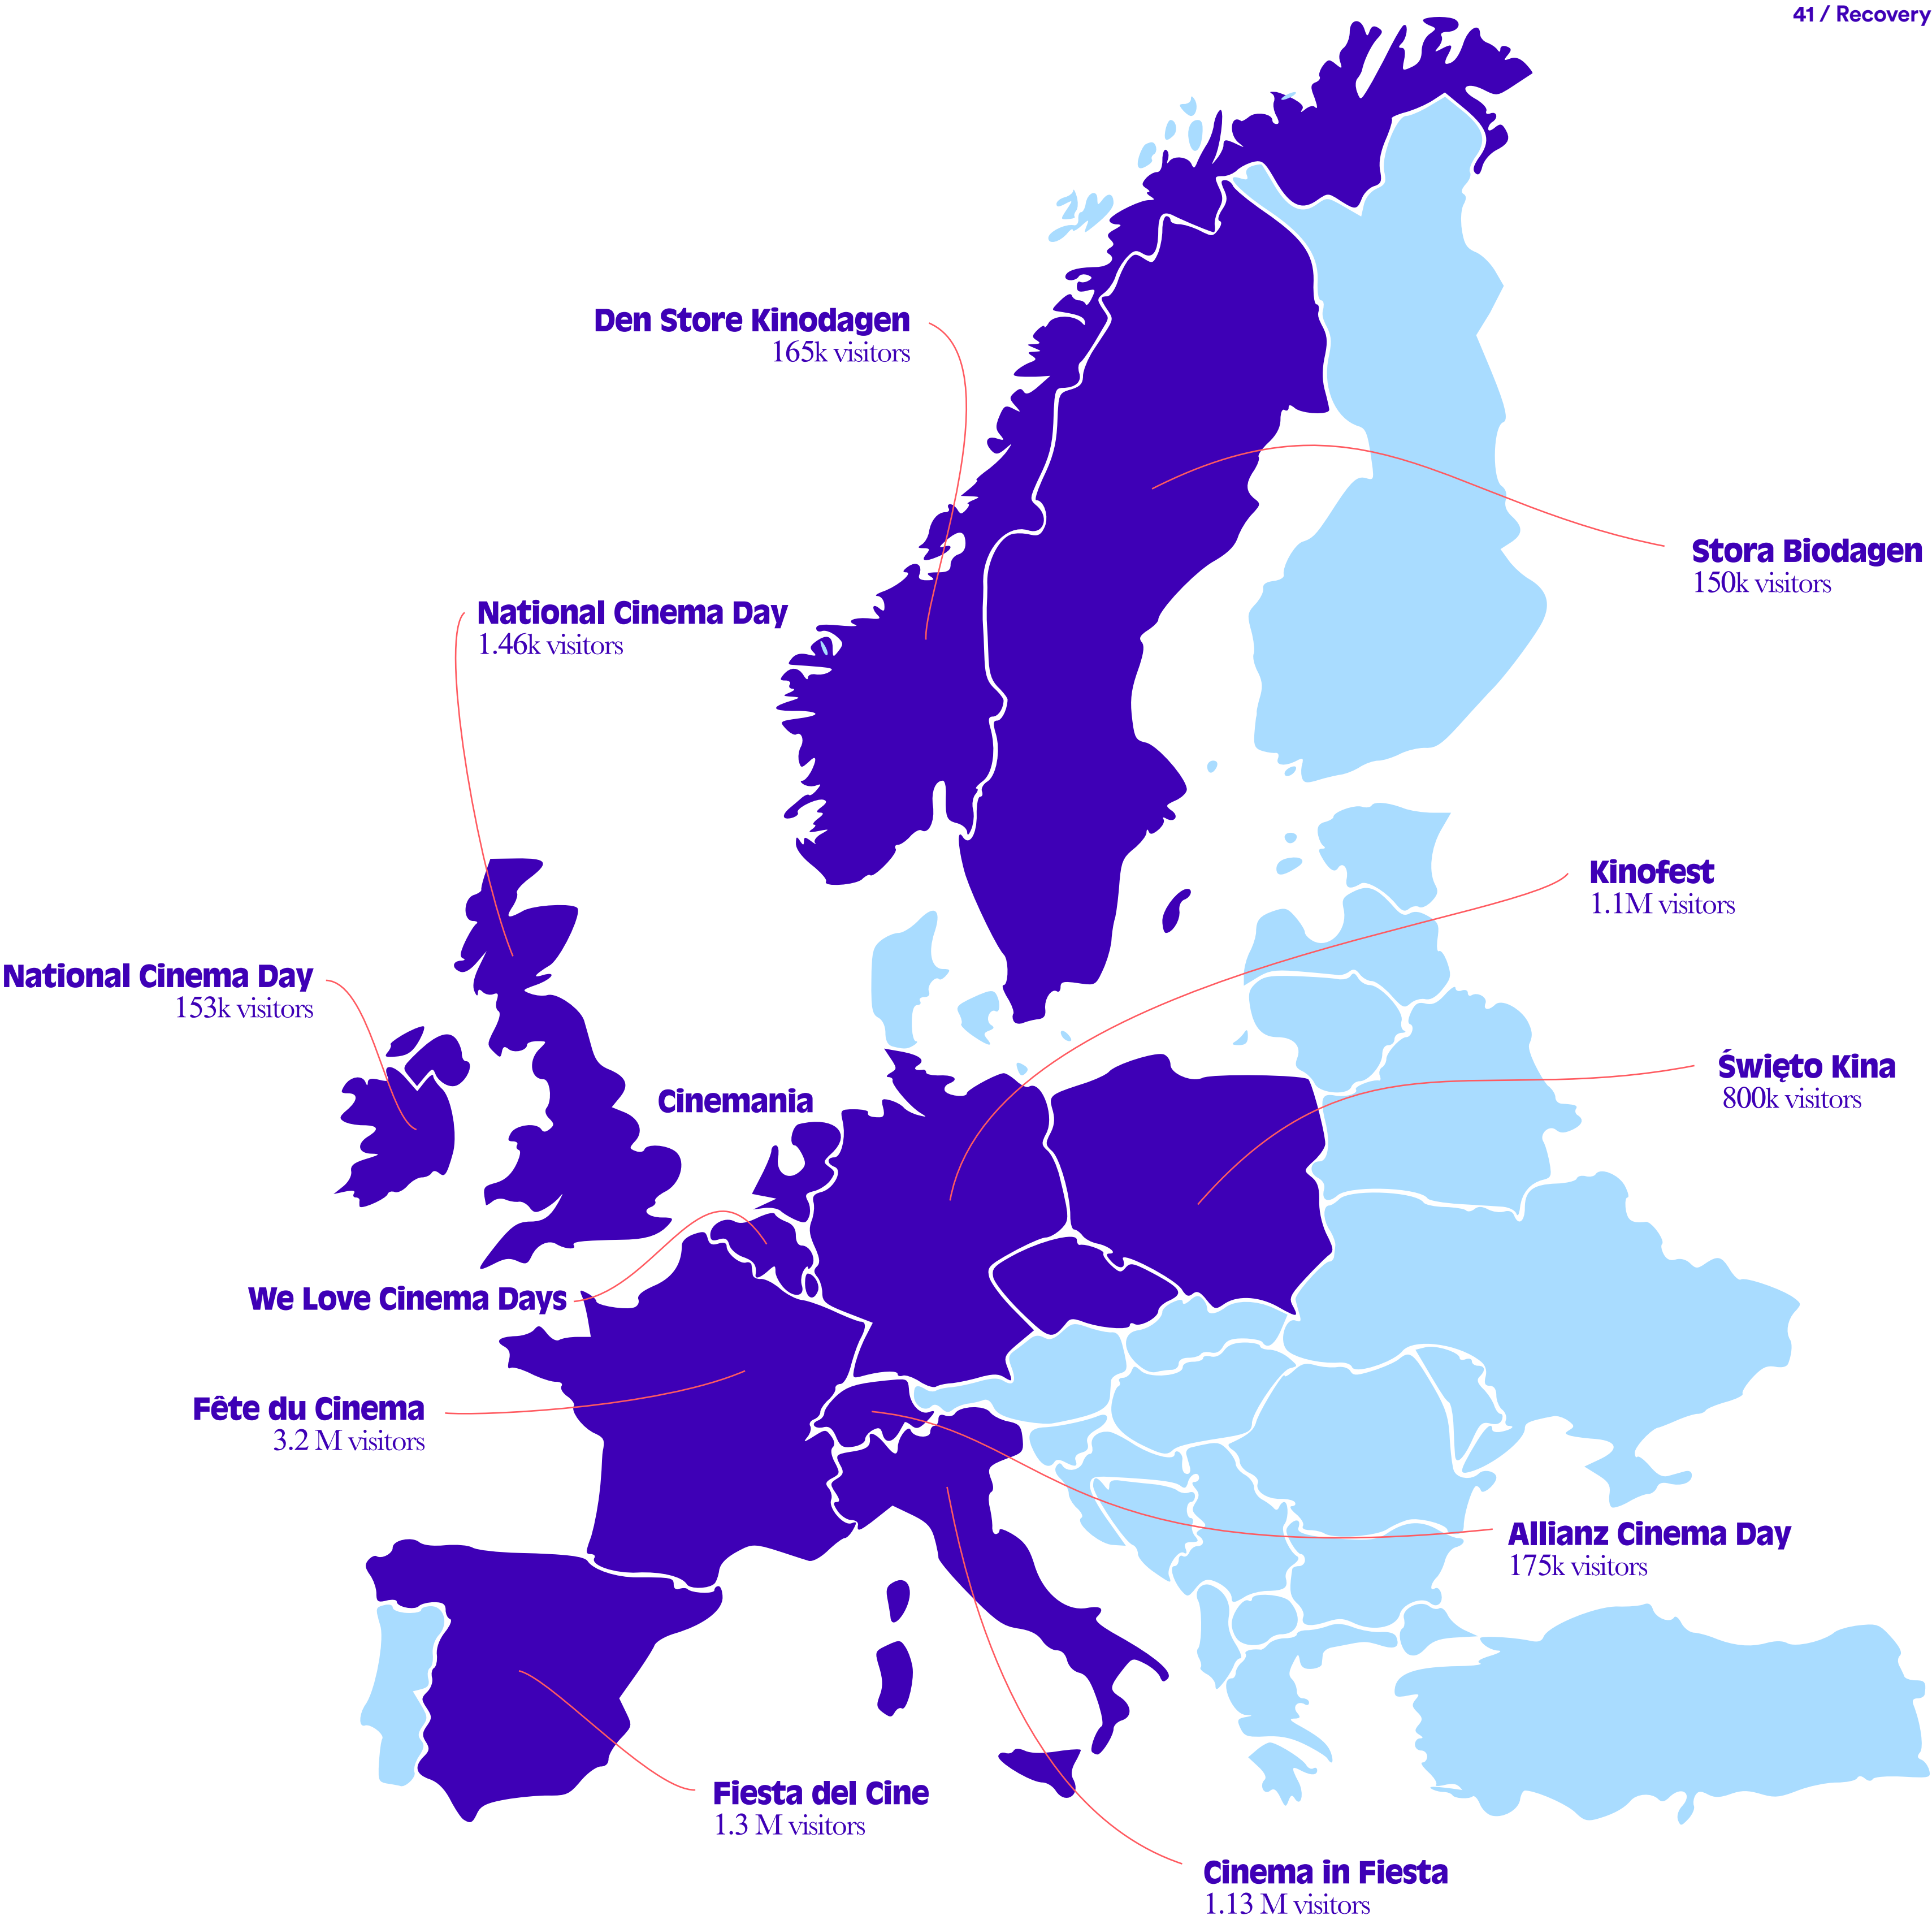 41 / Recovery
Den Store Kinodagen
165k visitors
Stora Biodagen
150k visitors
National Cinema Day
1.46k visitors
Kinofest
1.1M visitors
National Cinema Day
153k visitors
Święto Kina
800k visitors
Cinemania
We Love Cinema Days
Fête du Cinema
3.2 M visitors
Allianz Cinema Day
175k visitors
Fiesta del Cine
1.3 M visitors
Cinema in Fiesta
1.13 M visitors